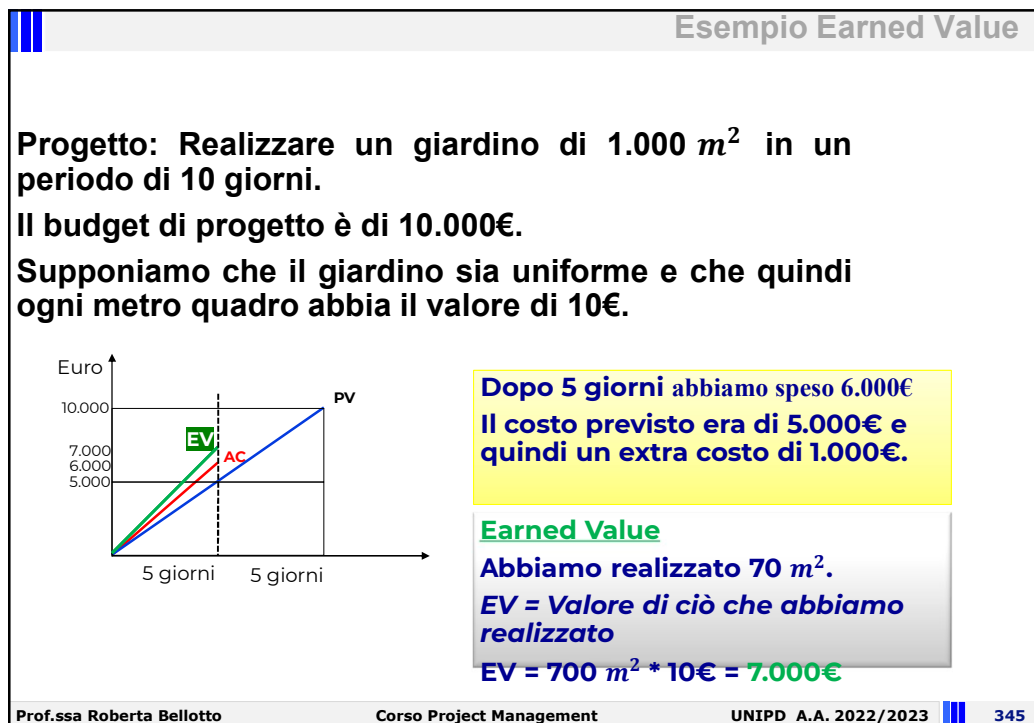 Esempio Earned Value
Progetto: Realizzare un giardino di 1.000 m² in un
periodo di 10 giorni.
Il budget di progetto è di 10.000€.
Supponiamo che il giardino sia uniforme e che quindi
ogni metro quadro abbia il valore di 10€.
Euro
10.000
7.000
6.000
5.000
EV
AC
PV
5 giorni
5 giorni
Dopo 5 giorni abbiamo speso 6.000€
Il costo previsto era di 5.000€ e
quindi un extra costo di 1.000€.
Earned Value
Abbiamo realizzato 70 m².
EV = Valore di ciò che abbiamo
realizzato
EV = 700 m² * 10€ = 7.000€
Prof.ssa Roberta Bellotto Corso Project Management UNIPD A.A. 2022/2023 345